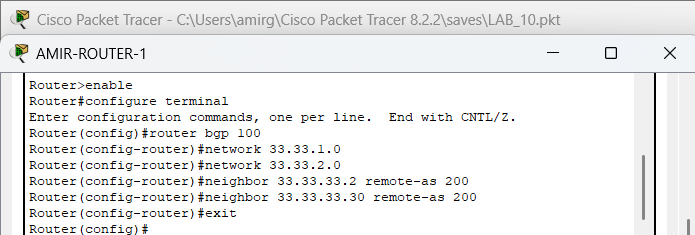 Cisco Packet Tracer - C:\Users\amirg\Cisco Packet Tracer 8.2.2\saves\LAB_10.pkt
AMIR-ROUTER-1
Router>enable
Router#configure terminal
Enter configuration commands, one per line.  End with CNTL/Z.
Router(config)#router bgp 100
Router(config-router)#network 33.33.1.0
Router(config-router)#network 33.33.2.0
Router(config-router)#neighbor 33.33.33.2 remote-as 200
Router(config-router)#neighbor 33.33.33.30 remote-as 200
Router(config-router)#exit
Router(config)#